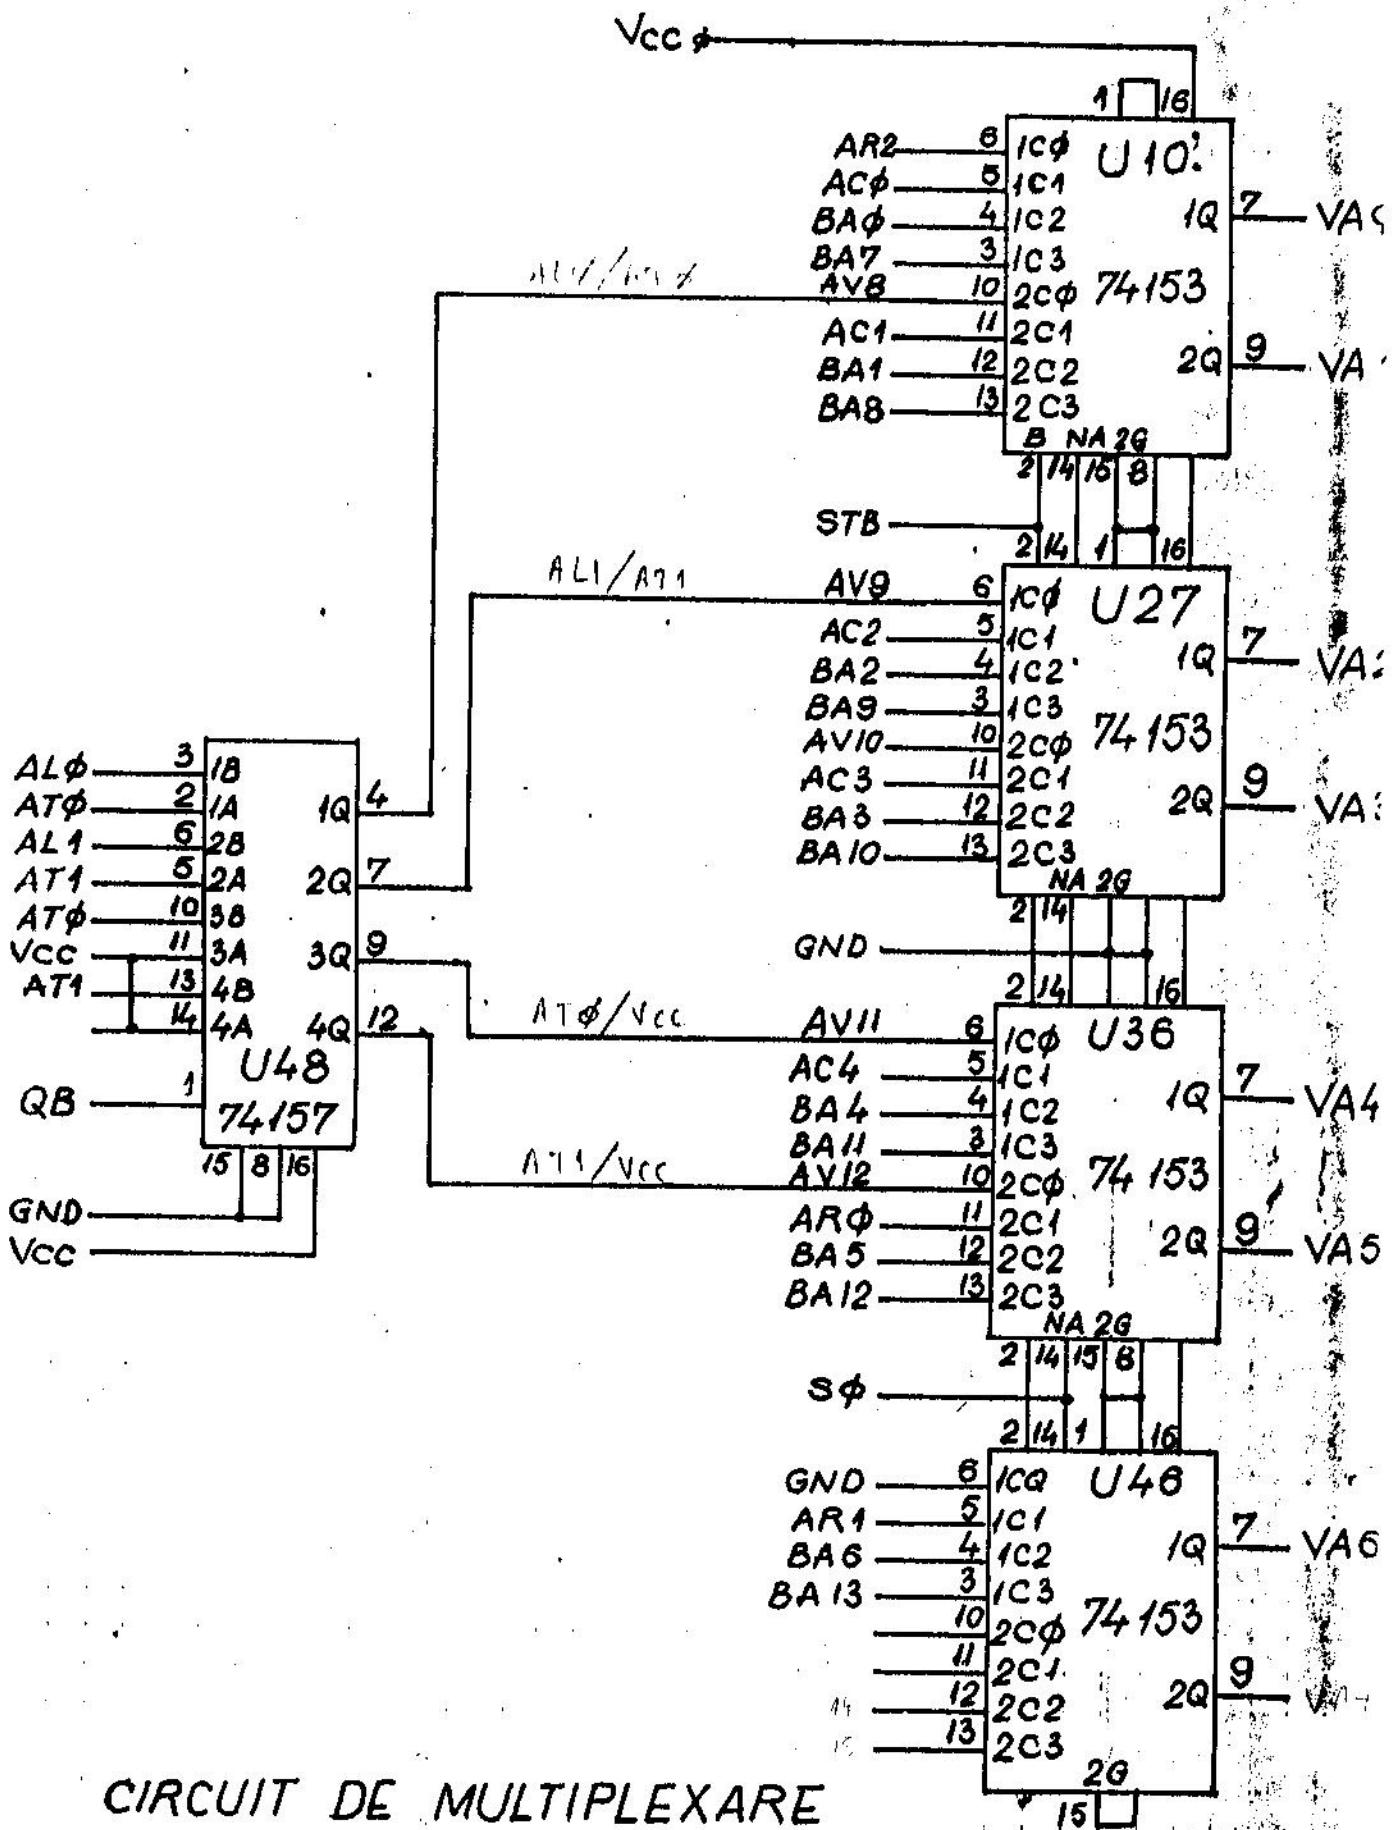 VCCφ
1 16
AR2 6 1Cφ U10
ACφ 5 1C1
BAφ 4 1C2 1Q 7
BA7 3 1C3
AV8 10 2Cφ 74153
AC1 11 2C1
BA1 12 2C2 2Q 9
BA8 13 2C3
B NA 2G
2 14 15 8
STB
2 14 1 16
AL1/AT1 AV9 6 1Cφ U27
AC2 5 1C1 1Q 7
BA2 4 1C2
BA9 3 1C3
AV10 10 2Cφ 74153
AC3 11 2C1
BA3 12 2C2 2Q 9
BA10 13 2C3
NA 2G
2 14
GND
2 14 16
ALφ 3 1B
ATφ 2 1A 1Q 4
AL1 6 2B
AT1 5 2A 2Q 7
ATφ 10 3B
VCC 11 3A 3Q 9
AT1 13 4B
14 4A 4Q 12
U48
QB 1 74157
15 8 16
GND
VCC
ATφ/VCC AV11 6 1Cφ U36
AC4 5 1C1
BA4 4 1C2 1Q 7 VA4
BA11 3 1C3
AT1/VCC AV12 10 2Cφ 74153
ARφ 11 2C1
BA5 12 2C2 2Q 9 VA5
BA12 13 2C3
NA 2G
2 14 15 8
Sφ
2 14 1 16
GND 6 1CQ U46
AR1 5 1C1
BA6 4 1C2 1Q 7 VA6
BA13 3 1C3
10 2Cφ 74153
11 2C1
12 2C2 2Q 9
13 2C3
2G
15
CIRCUIT DE MULTIPLEXARE